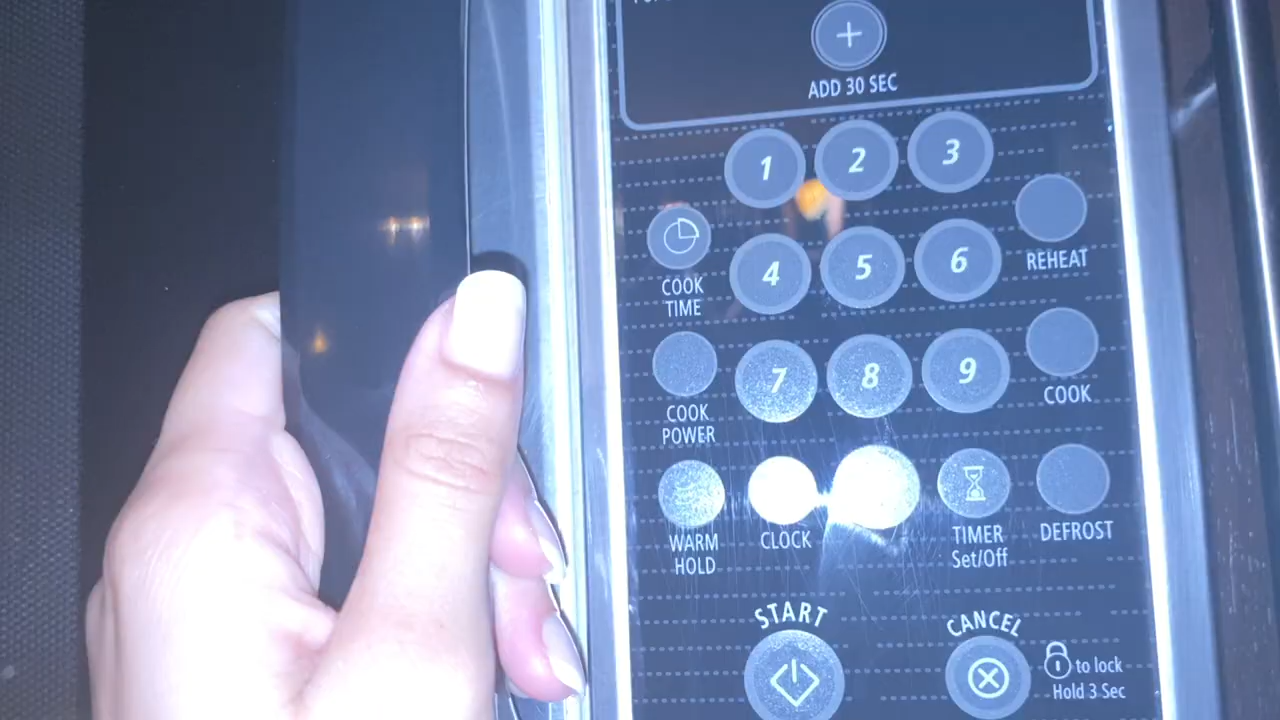 ADD 30 SEC
1 2 3
COOK
TIME
4 5 6
REHEAT
COOK
POWER
7 8 9
COOK
WARM
HOLD
CLOCK
TIMER
Set/Off
DEFROST
START
CANCEL
to lock
Hold 3 Sec